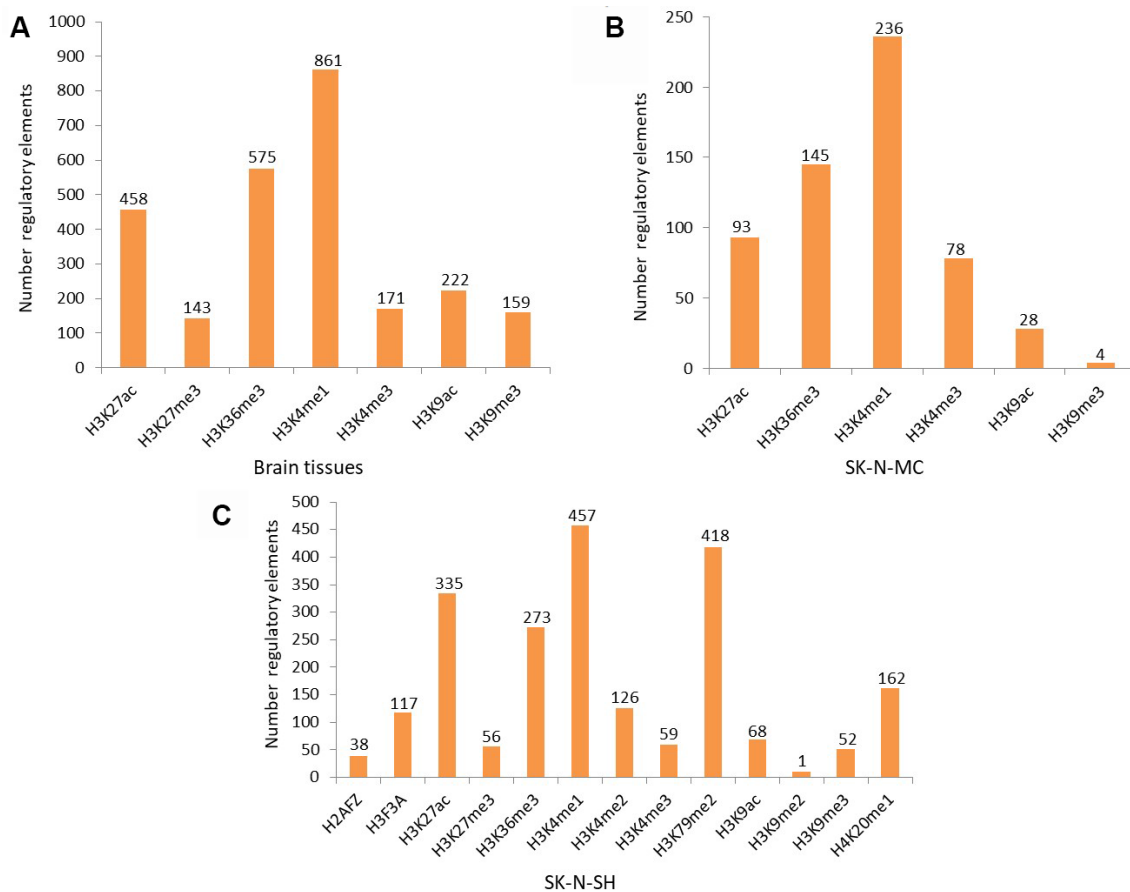 A
Number regulatory elements
1000
900
800
700
600
500
400
300
200
100
0
458
143
575
861
171
222
159
H3K27ac
H3K27me3
H3K36me3
H3K4me1
H3K4me3
H3K9ac
H3K9me3
Brain tissues
B
Number regulatory elements
250
200
150
100
50
0
93
145
236
78
28
4
H3K27ac
H3K36me3
H3K4me1
H3K4me3
H3K9ac
H3K9me3
SK-N-MC
C
Number regulatory elements
500
450
400
350
300
250
200
150
100
50
0
38
117
335
56
273
457
126
59
418
68
1
52
162
H2AFZ
H3F3A
H3K27ac
H3K27me3
H3K36me3
H3K4me1
H3K4me2
H3K4me3
H3K79me2
H3K9ac
H3K9me2
H3K9me3
H4K20me1
SK-N-SH